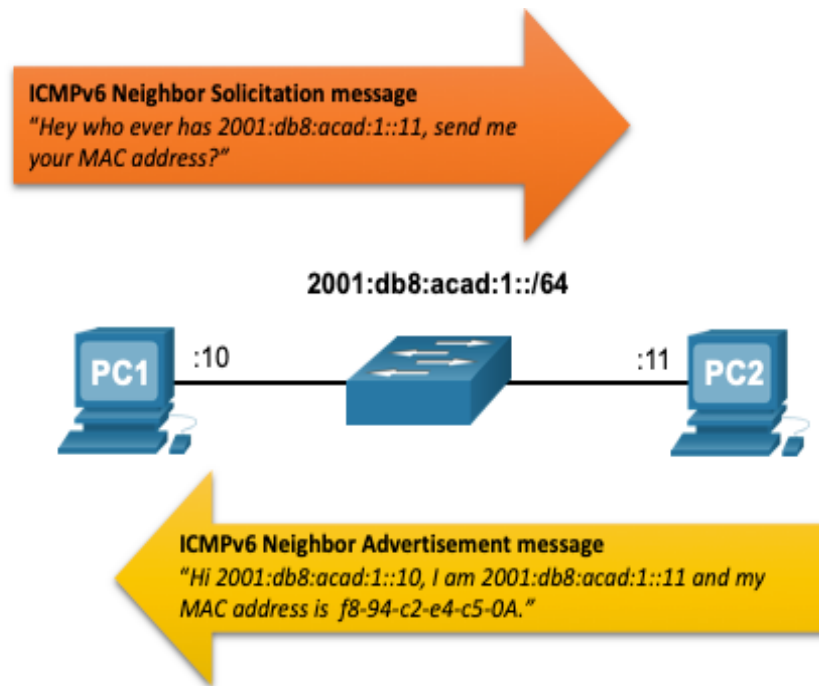 ICMPv6 Neighbor Solicitation message
“Hey who ever has 2001:db8:acad:1::11, send me
your MAC address?”
2001:db8:acad:1::/64
PC1
:10
:11
PC2
ICMPv6 Neighbor Advertisement message
“Hi 2001:db8:acad:1::10, I am 2001:db8:acad:1::11 and my
MAC address is f8-94-c2-e4-c5-0A.”